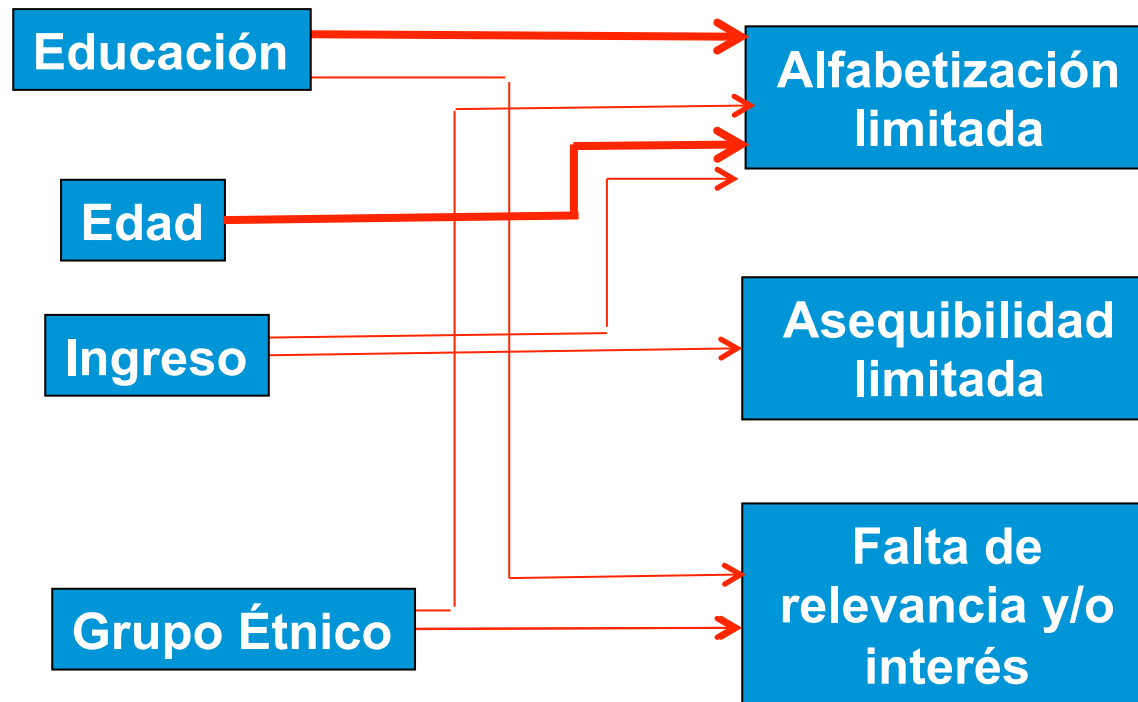 Educación
Alfabetización
limitada
Edad
Ingreso
Asequibilidad
limitada
Grupo Étnico
Falta de
relevancia y/o
interés